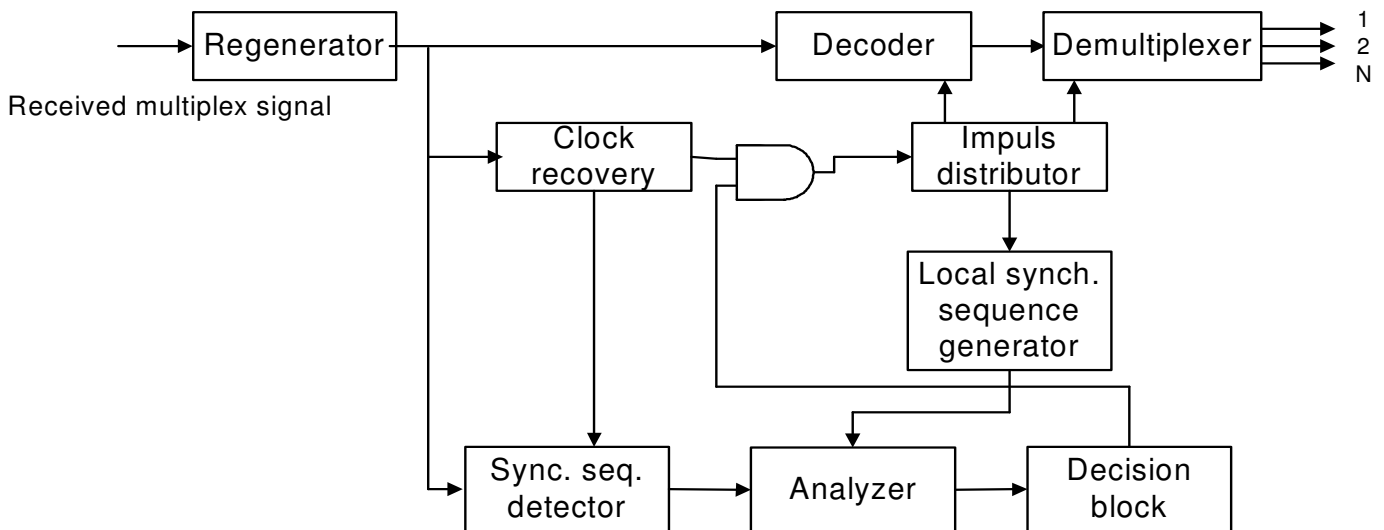 Regenerator
Decoder
Demultiplexer
1
2
N
Received multiplex signal
Clock
recovery
Impuls
distributor
Local synch.
sequence
generator
Sync. seq.
detector
Analyzer
Decision
block